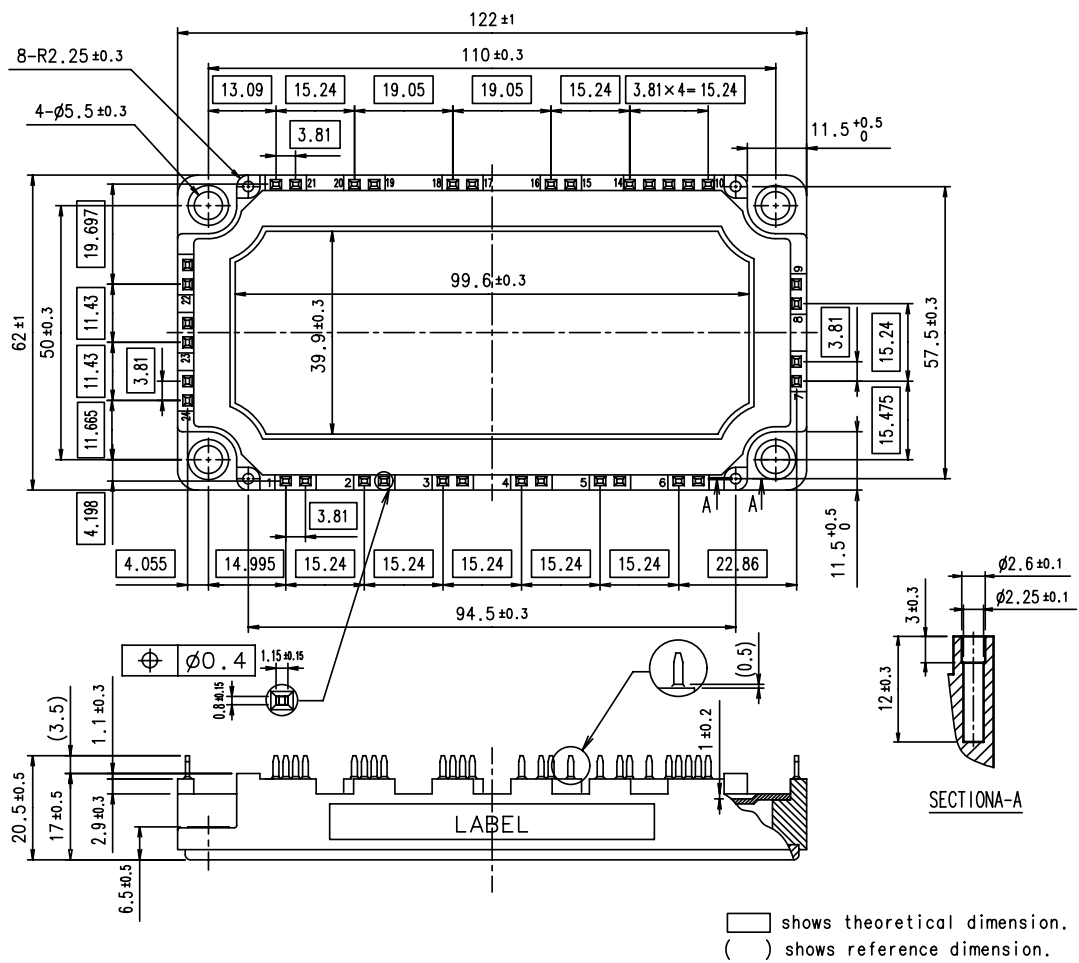 122 ±1
110 ±0.3
8-R2.25 ±0.3
13.09 15.24 19.05 19.05 15.24 3.81×4= 15.24
4-ø5.5 ±0.3
3.81
11.5 +0.5 0
21 20 19 18 17 16 15 14 10
62 ±1
50 ±0.3
19.697
11.43
11.43
11.665
4.198
3.81
22
23
24
99.6 ±0.3
39.9 ±0.3
9
8
7
3.81
15.24
15.475
57.5 ±0.3
11.5 +0.5 0
1 2 3 4 5 6
A A
3.81
4.055 14.995 15.24 15.24 15.24 15.24 15.24 22.86
94.5 ±0.3
ø0.4
1.15 ±0.15
0.8 ±0.15
(0.5)
1 ±0.2
ø2.6 ±0.1
ø2.25 ±0.1
3 ±0.3
12 ±0.3
SECTIONA-A
(3.5)
1.1 ±0.3
20.5 ±0.5
17 ±0.5
2.9 ±0.3
6.5 ±0.5
LABEL
shows theoretical dimension.
( ) shows reference dimension.